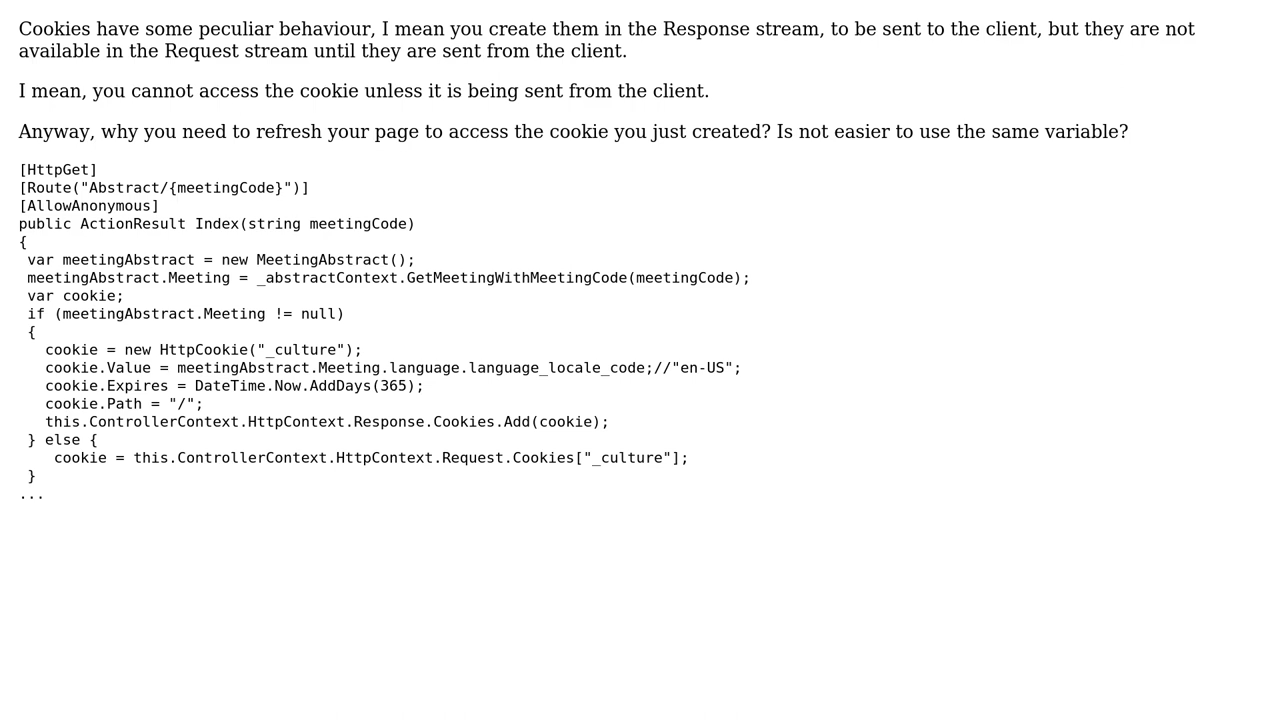 Cookies have some peculiar behaviour, I mean you create them in the Response stream, to be sent to the client, but they are not
available in the Request stream until they are sent from the client.
I mean, you cannot access the cookie unless it is being sent from the client.
Anyway, why you need to refresh your page to access the cookie you just created? Is not easier to use the same variable?
[HttpGet]
[Route("Abstract/{meetingCode}")]
[AllowAnonymous]
public ActionResult Index(string meetingCode)
{
 var meetingAbstract = new MeetingAbstract();
 meetingAbstract.Meeting = _abstractContext.GetMeetingWithMeetingCode(meetingCode);
 var cookie;
 if (meetingAbstract.Meeting != null)
 {
   cookie = new HttpCookie("_culture");
   cookie.Value = meetingAbstract.Meeting.language.language_locale_code;//"en-US";
   cookie.Expires = DateTime.Now.AddDays(365);
   cookie.Path = "/";
   this.ControllerContext.HttpContext.Response.Cookies.Add(cookie);
 } else {
    cookie = this.ControllerContext.HttpContext.Request.Cookies["_culture"];
 }
...